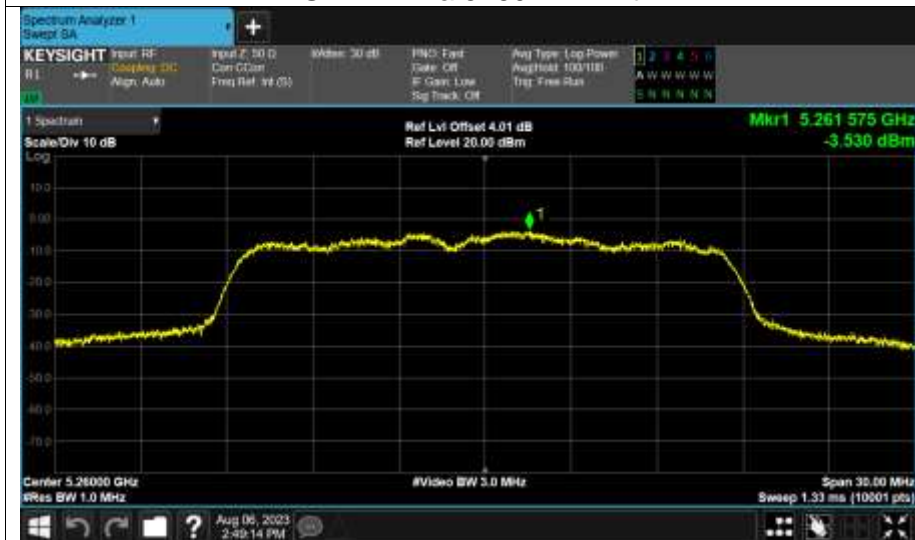 Spectrum Analyzer 1
Swept SA
+
KEYSIGHT Input: RF
Coupling: DC
Align: Auto
Input Z: 50 Ω
Corr CCorr
Freq Ref: Int (S)
#Atten: 30 dB
PNO: Fast
Gate: Off
IF Gain: Low
Sig Track: Off
Avg Type: Log-Power
Avg|Hold: 100/100
Trig: Free Run
1 2 3 4 5 6
A W W W W W
S N N N N N
1 Spectrum
Scale/Div 10 dB
Log
Ref Lvl Offset 4.01 dB
Ref Level 20.00 dBm
Mkr1 5.261 575 GHz
-3.530 dBm
10.0
0.00
-10.0
-20.0
-30.0
-40.0
-50.0
-60.0
-70.0
1
Center 5.26000 GHz
#Res BW 1.0 MHz
#Video BW 3.0 MHz
Span 30.00 MHz
Sweep 1.33 ms (10001 pts)
?
Aug 06, 2023
2:49:14 PM